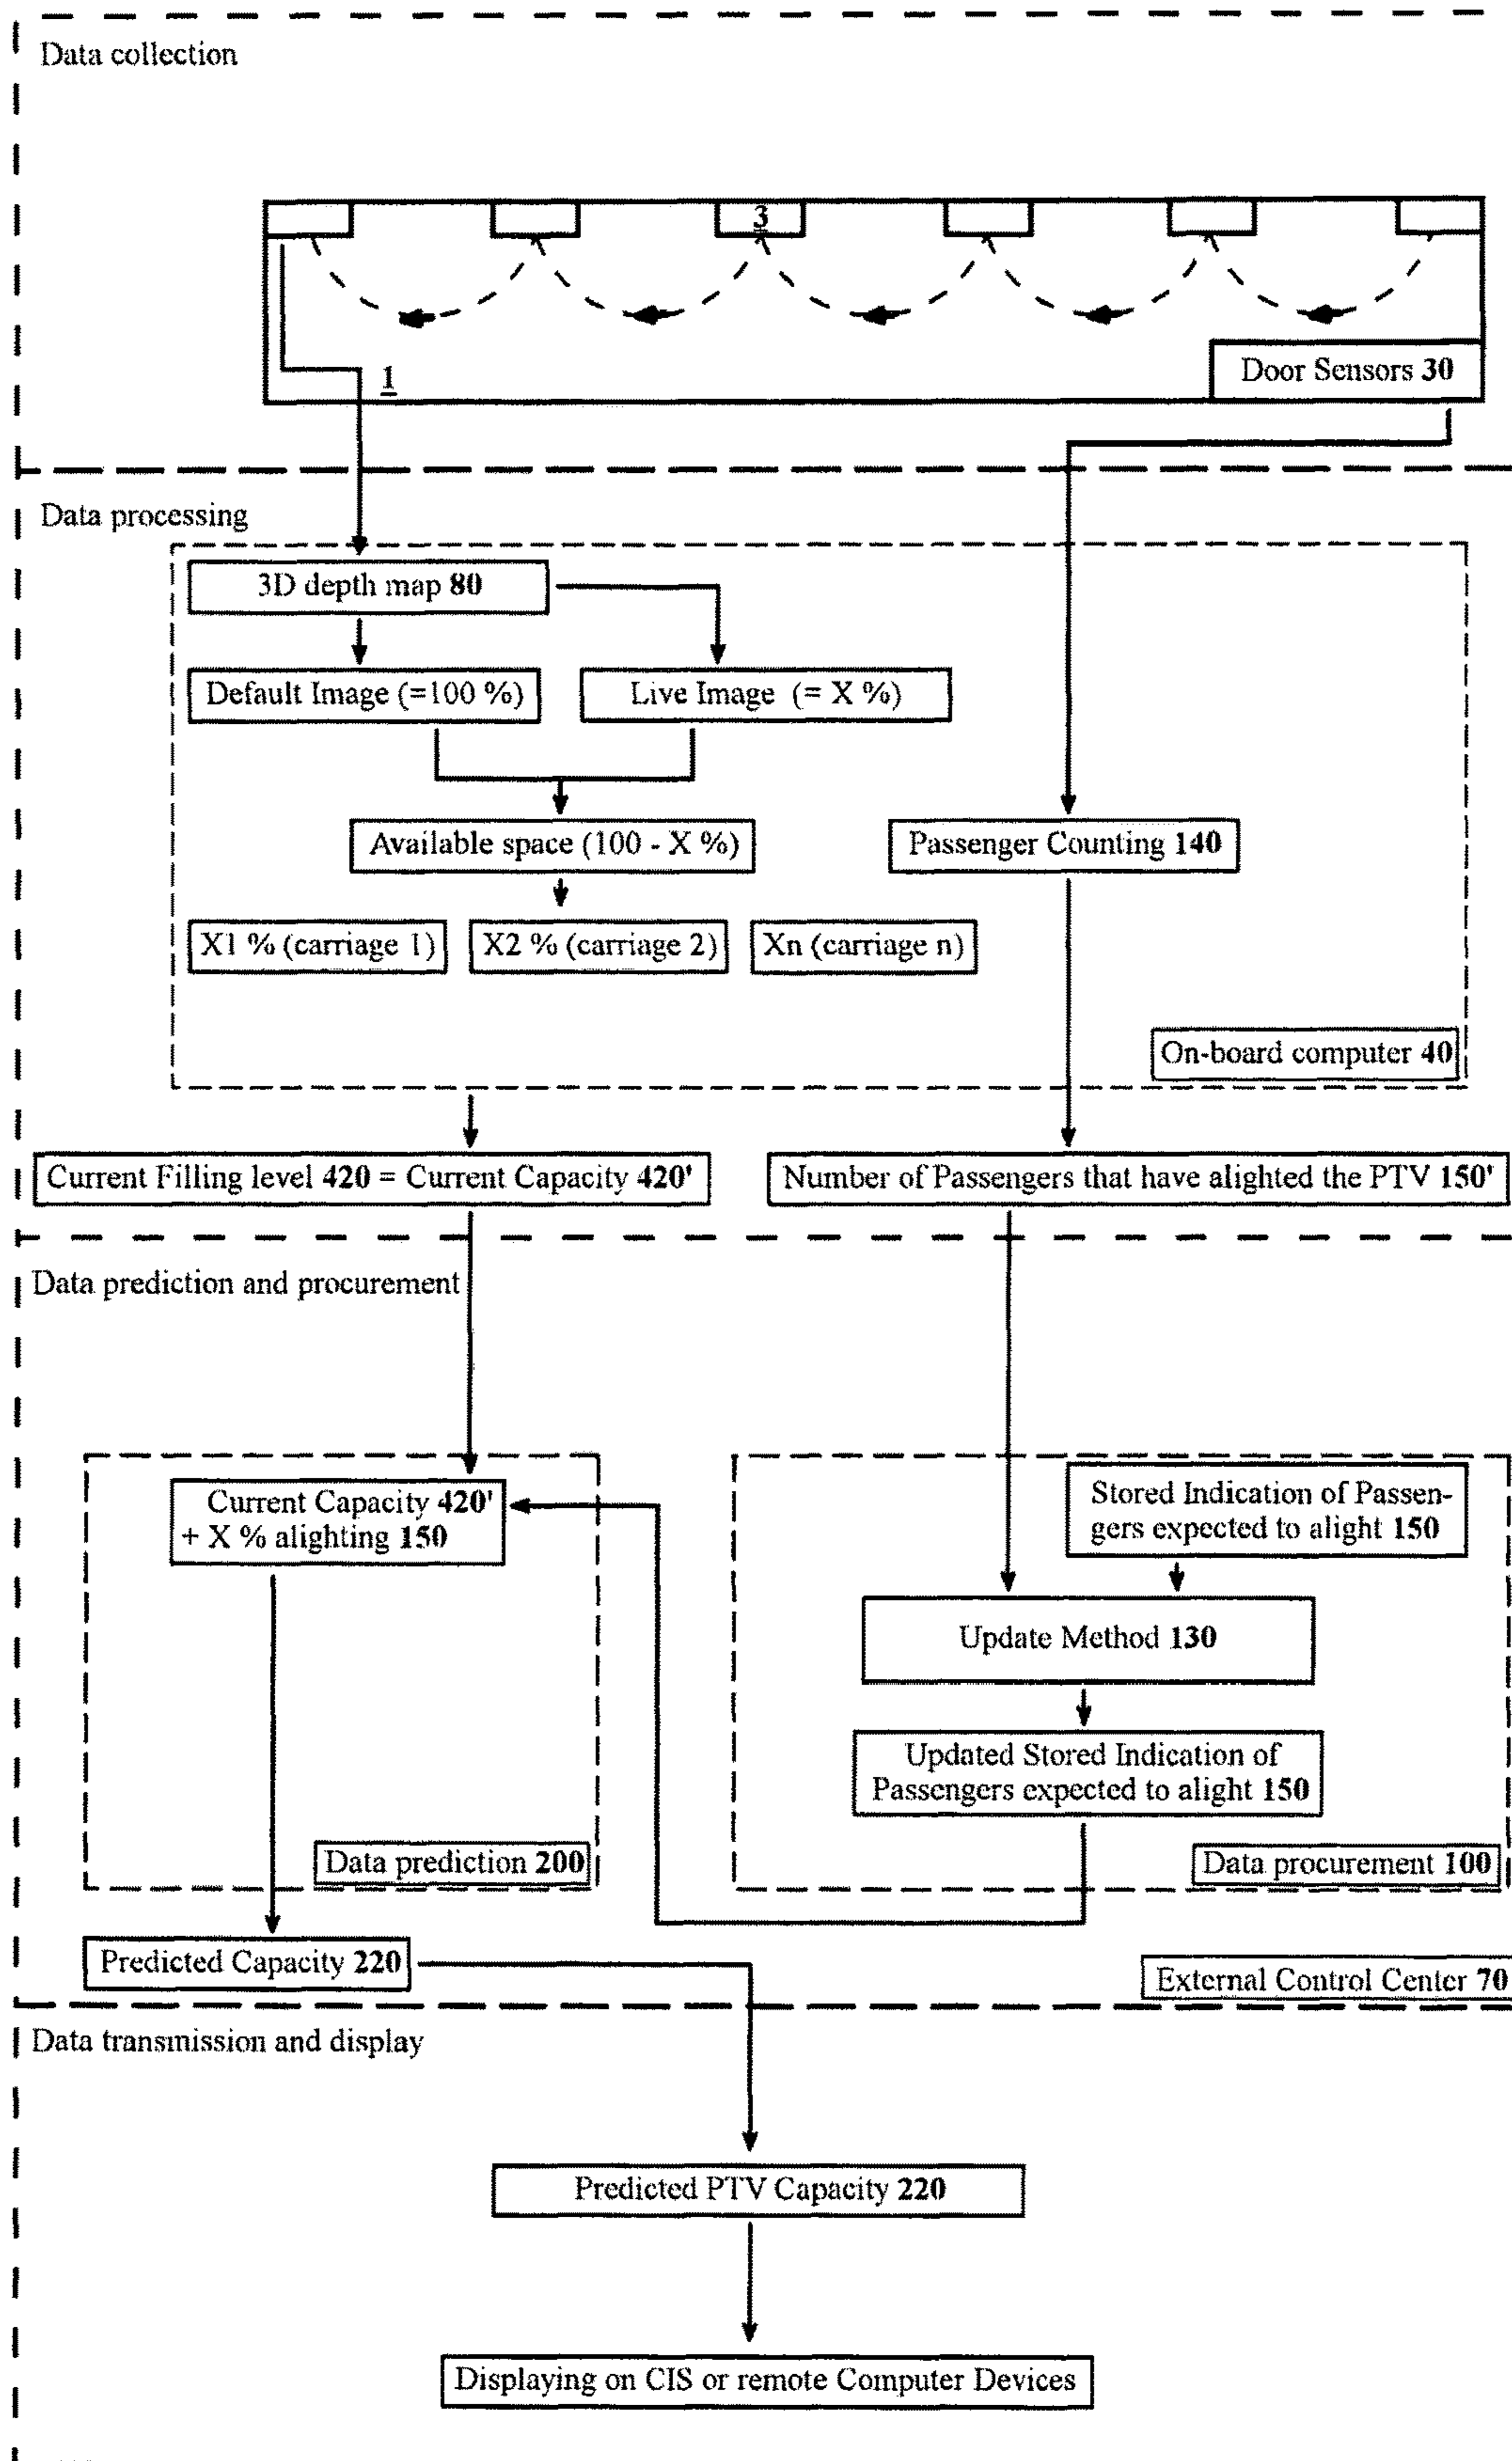 Data collection
3
Door Sensors 30
1
Data processing
3D depth map 80
Default Image (=100 %)
Live Image (= X %)
Available space (100 - X %)
Passenger Counting 140
X1 % (carriage 1)
X2 % (carriage 2)
Xn (carriage n)
On-board computer 40
Current Filling level 420 = Current Capacity 420'
Number of Passengers that have alighted the PTV 150'
Data prediction and procurement
Current Capacity 420'
+ X % alighting 150
Stored Indication of Passen-
gers expected to alight 150
Update Method 130
Updated Stored Indication of
Passengers expected to alight 150
Data prediction 200
Data procurement 100
Predicted Capacity 220
External Control Center 70
Data transmission and display
Predicted PTV Capacity 220
Displaying on CIS or remote Computer Devices